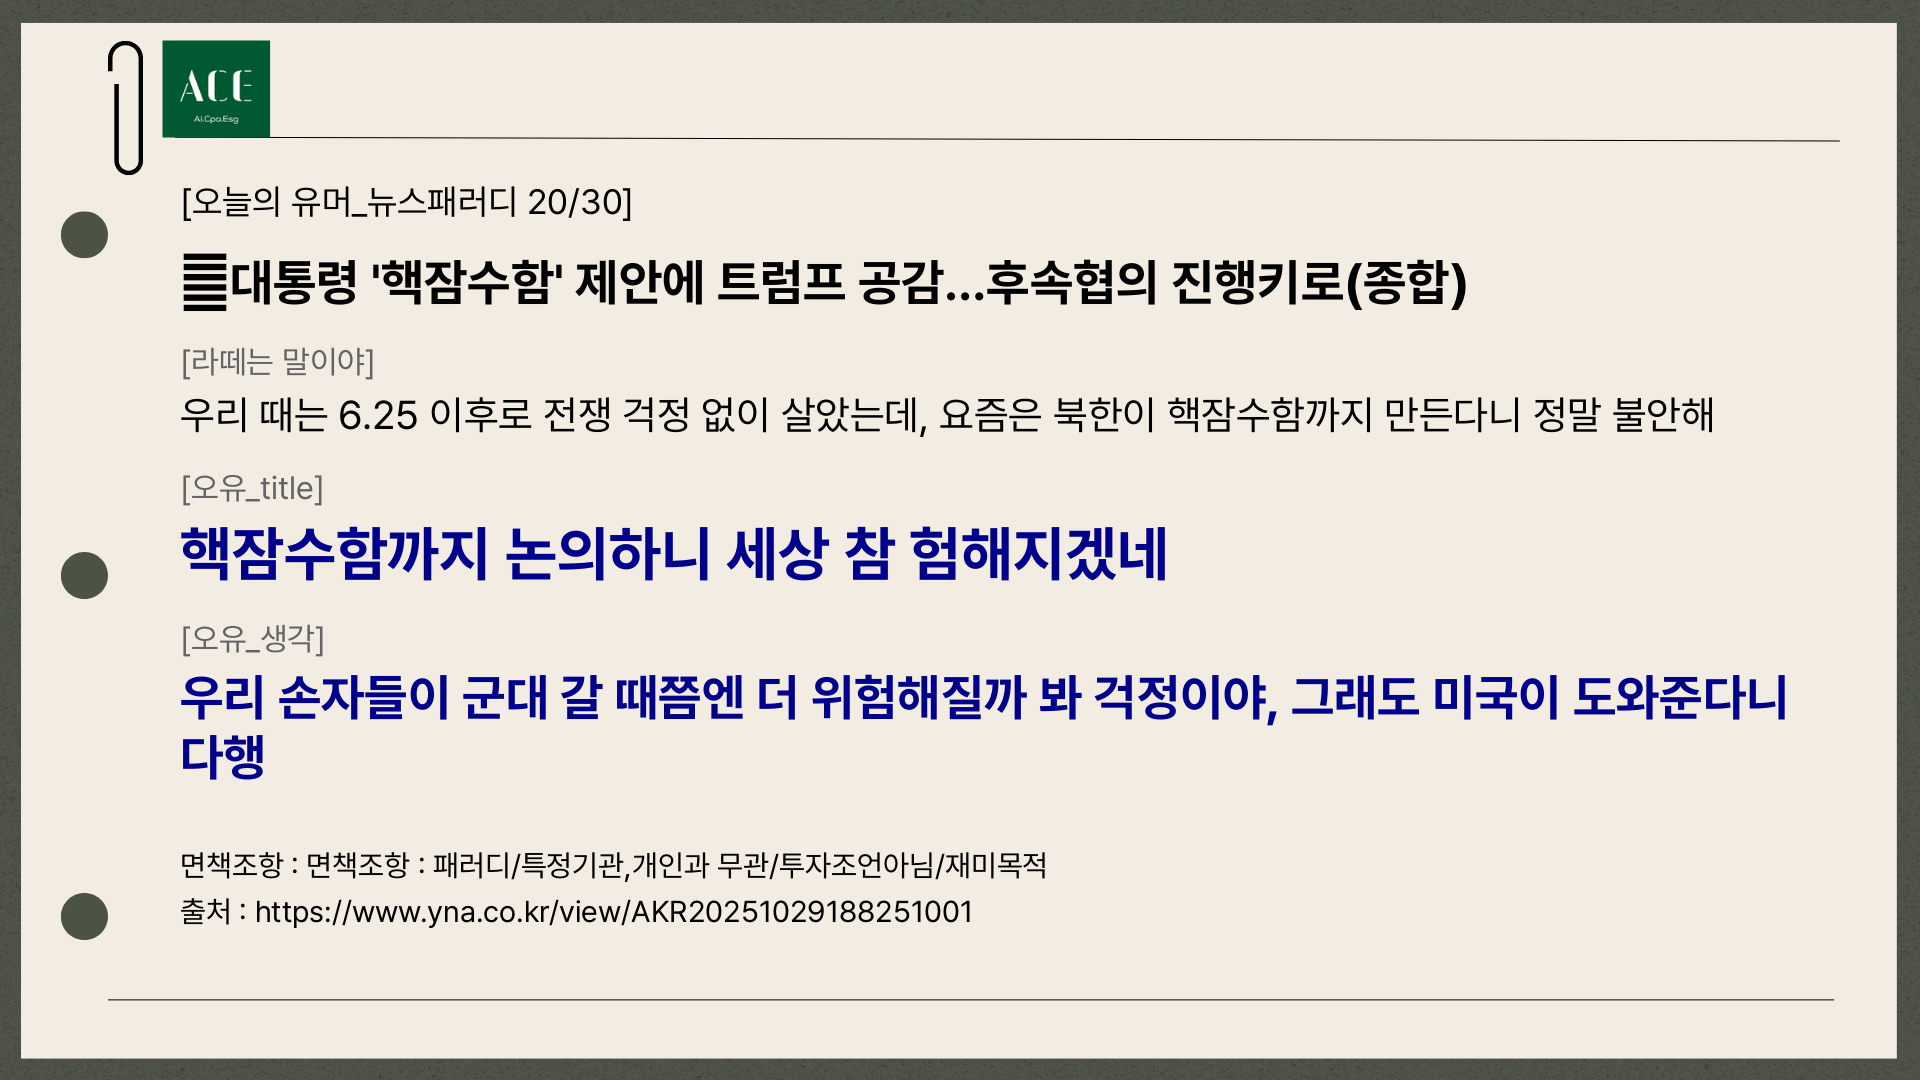 ACE
Ai.Cpa.Esg
[오늘의 유머_뉴스패러디 20/30]
대통령 '핵잠수함' 제안에 트럼프 공감...후속협의 진행키로(종합)
[라떼는 말이야]
우리 때는 6.25 이후로 전쟁 걱정 없이 살았는데, 요즘은 북한이 핵잠수함까지 만든다니 정말 불안해
[오유_title]
핵잠수함까지 논의하니 세상 참 험해지겠네
[오유_생각]
우리 손자들이 군대 갈 때쯤엔 더 위험해질까 봐 걱정이야, 그래도 미국이 도와준다니
다행
면책조항 : 면책조항 : 패러디/특정기관,개인과 무관/투자조언아님/재미목적
출처 : https://www.yna.co.kr/view/AKR20251029188251001